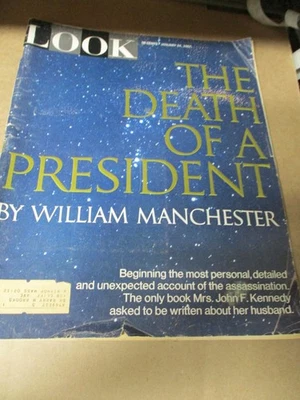 LOOK
THE
DEATH
OF A
PRESIDENT
BY WILLIAM MANCHESTER
Beginning the most personal, detailed
and unexpected account of the assassination.
The only book Mrs. John F. Kennedy
asked to be written about her husband.